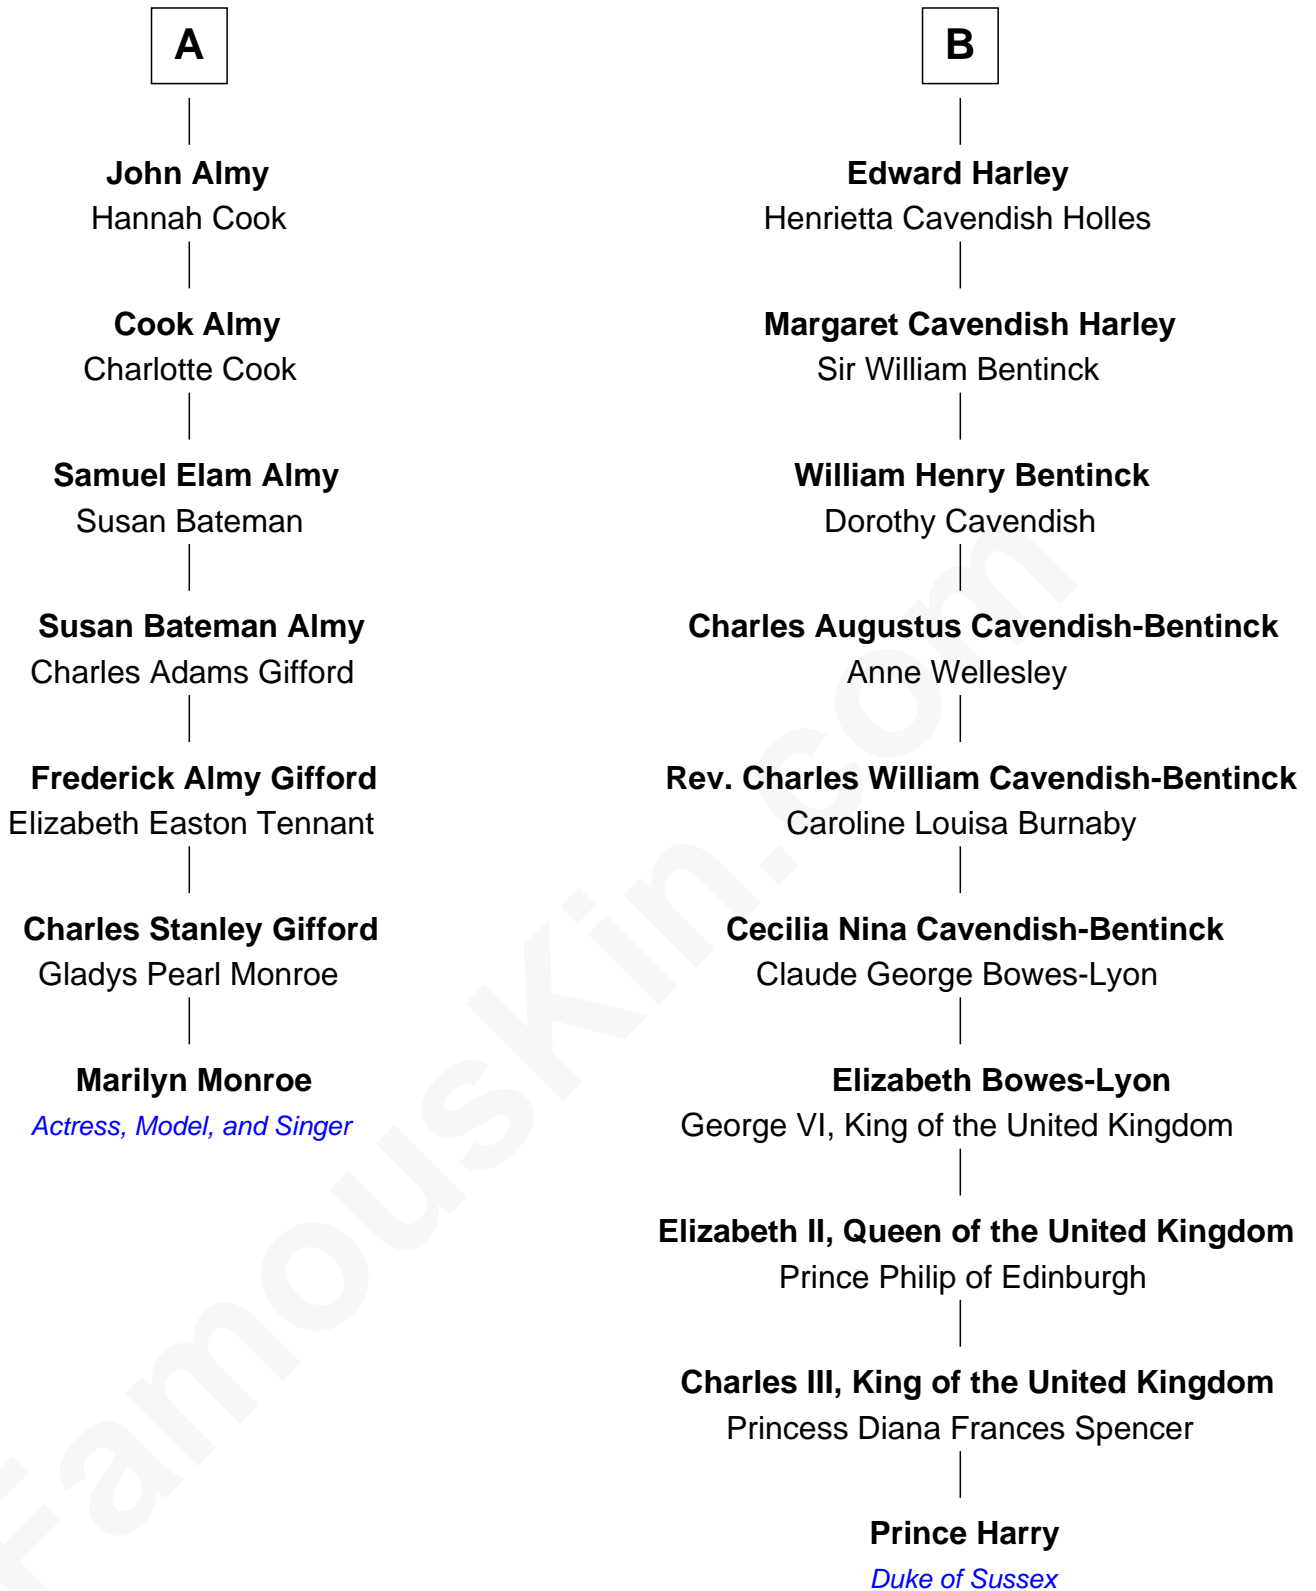 A
John Almy
Hannah Cook
Cook Almy
Charlotte Cook
Samuel Elam Almy
Susan Bateman
Susan Bateman Almy
Charles Adams Gifford
Frederick Almy Gifford
Elizabeth Easton Tennant
Charles Stanley Gifford
Gladys Pearl Monroe
Marilyn Monroe
Actress, Model, and Singer
B
Edward Harley
Henrietta Cavendish Holles
Margaret Cavendish Harley
Sir William Bentinck
William Henry Bentinck
Dorothy Cavendish
Charles Augustus Cavendish-Bentinck
Anne Wellesley
Rev. Charles William Cavendish-Bentinck
Caroline Louisa Burnaby
Cecilia Nina Cavendish-Bentinck
Claude George Bowes-Lyon
Elizabeth Bowes-Lyon
George VI, King of the United Kingdom
Elizabeth II, Queen of the United Kingdom
Prince Philip of Edinburgh
Charles III, King of the United Kingdom
Princess Diana Frances Spencer
Prince Harry
Duke of Sussex
FamousKin.com